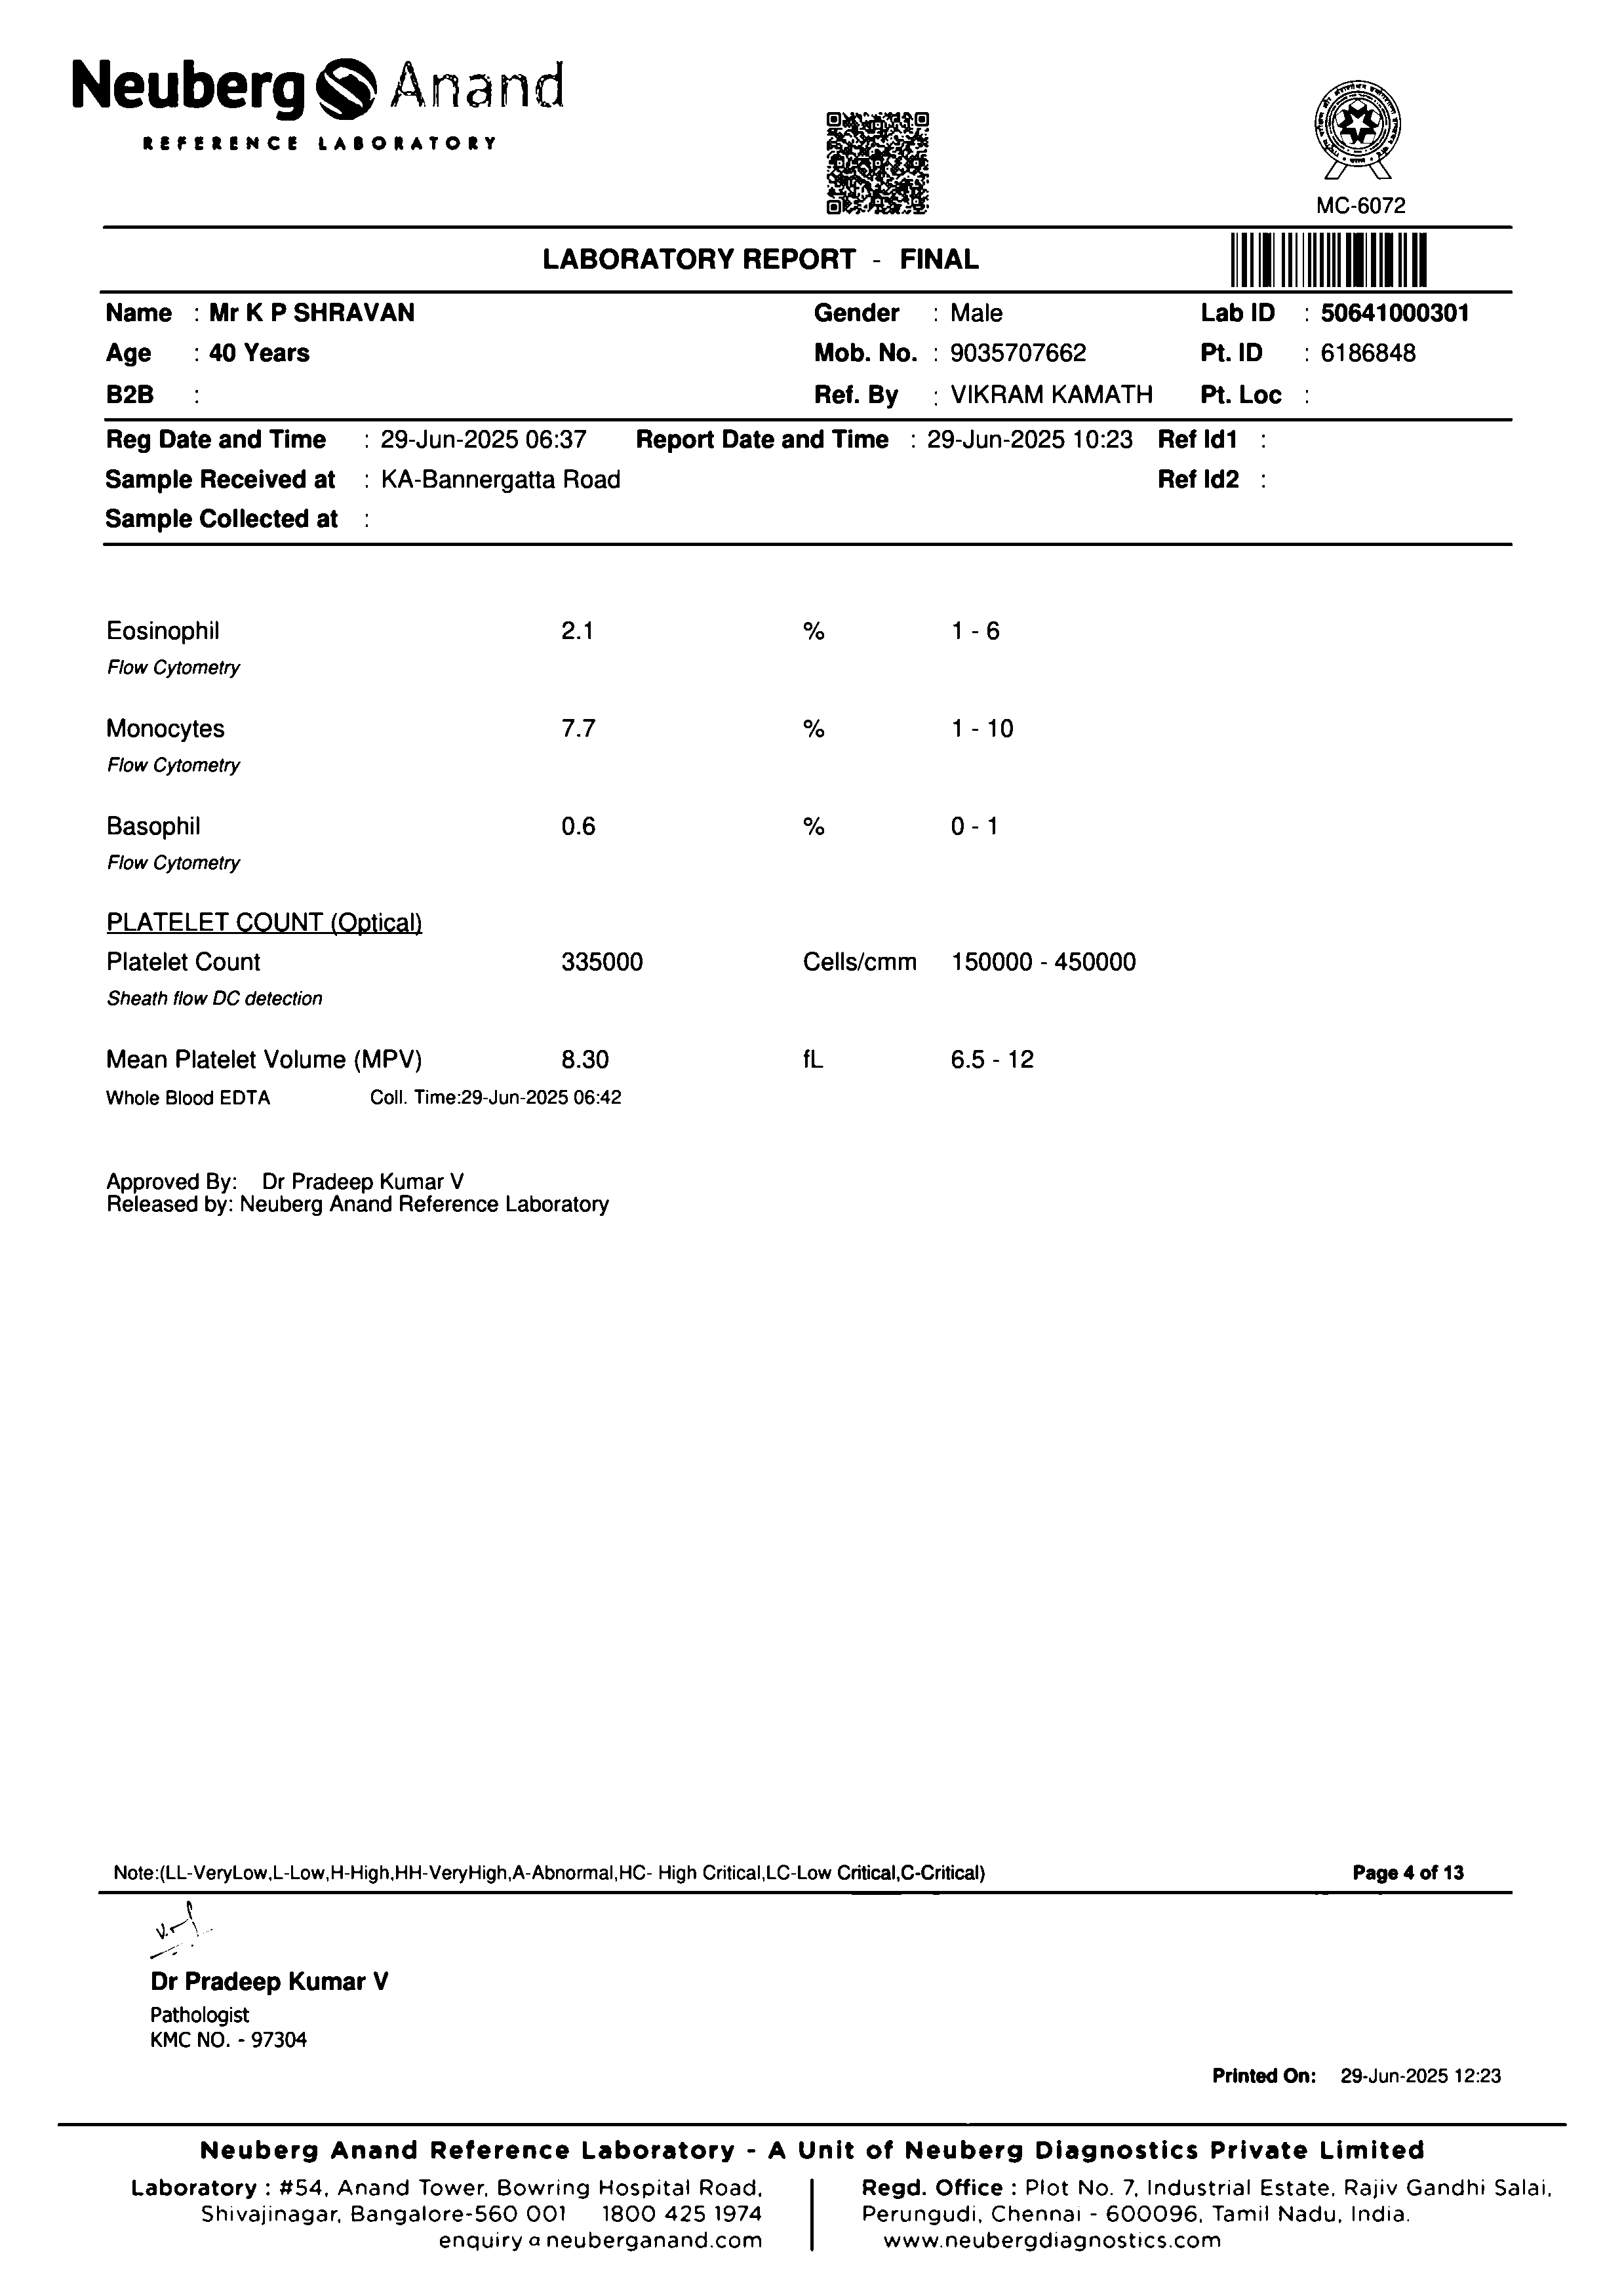 Neuberg Anand
REFERENCE LABORATORY
MC-6072
LABORATORY REPORT - FINAL
Name : Mr K P SHRAVAN Gender : Male Lab ID : 50641000301
Age : 40 Years Mob. No. : 9035707662 Pt. ID : 6186848
B2B : Ref. By : VIKRAM KAMATH Pt. Loc :
Reg Date and Time : 29-Jun-2025 06:37 Report Date and Time : 29-Jun-2025 10:23 Ref Id1 :
Sample Received at : KA-Bannergatta Road Ref Id2 :
Sample Collected at :
Eosinophil 2.1 % 1 - 6
Flow Cytometry
Monocytes 7.7 % 1 - 10
Flow Cytometry
Basophil 0.6 % 0 - 1
Flow Cytometry
PLATELET COUNT (Optical)
Platelet Count 335000 Cells/cmm 150000 - 450000
Sheath flow DC detection
Mean Platelet Volume (MPV) 8.30 fL 6.5 - 12
Whole Blood EDTA Coll. Time:29-Jun-2025 06:42
Approved By: Dr Pradeep Kumar V
Released by: Neuberg Anand Reference Laboratory
Note:(LL-VeryLow,L-Low,H-High,HH-VeryHigh,A-Abnormal,HC- High Critical,LC-Low Critical,C-Critical) Page 4 of 13
Dr Pradeep Kumar V
Pathologist
KMC NO. - 97304
Printed On: 29-Jun-2025 12:23
Neuberg Anand Reference Laboratory - A Unit of Neuberg Diagnostics Private Limited
Laboratory : #54, Anand Tower, Bowring Hospital Road,
Shivajinagar, Bangalore-560 001 1800 425 1974
enquiry@neuberganand.com
Regd. Office : Plot No. 7, Industrial Estate, Rajiv Gandhi Salai,
Perungudi, Chennai - 600096, Tamil Nadu, India.
www.neubergdiagnostics.com